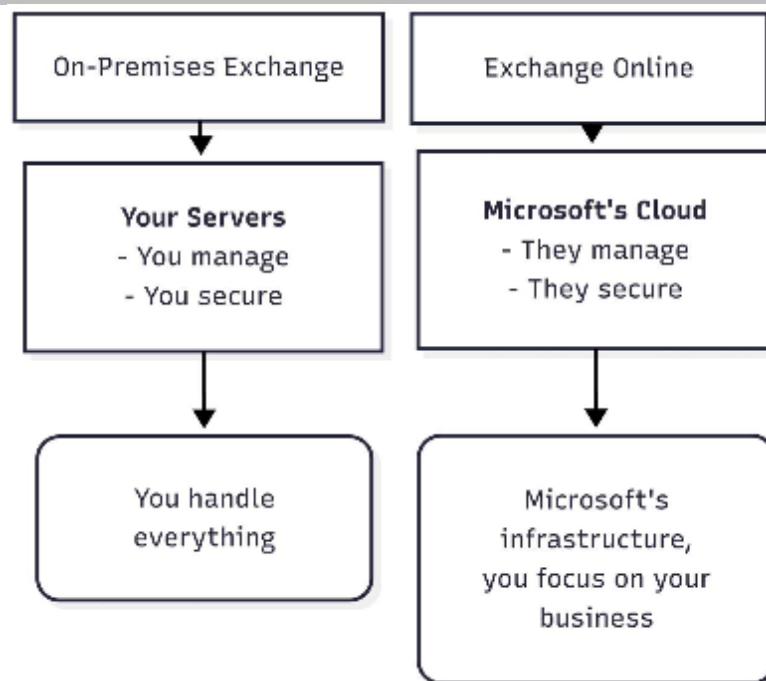 On-Premises Exchange
Your Servers
- You manage
- You secure
You handle
everything
Exchange Online
Microsoft's Cloud
- They manage
- They secure
Microsoft's
infrastructure,
you focus on your
business